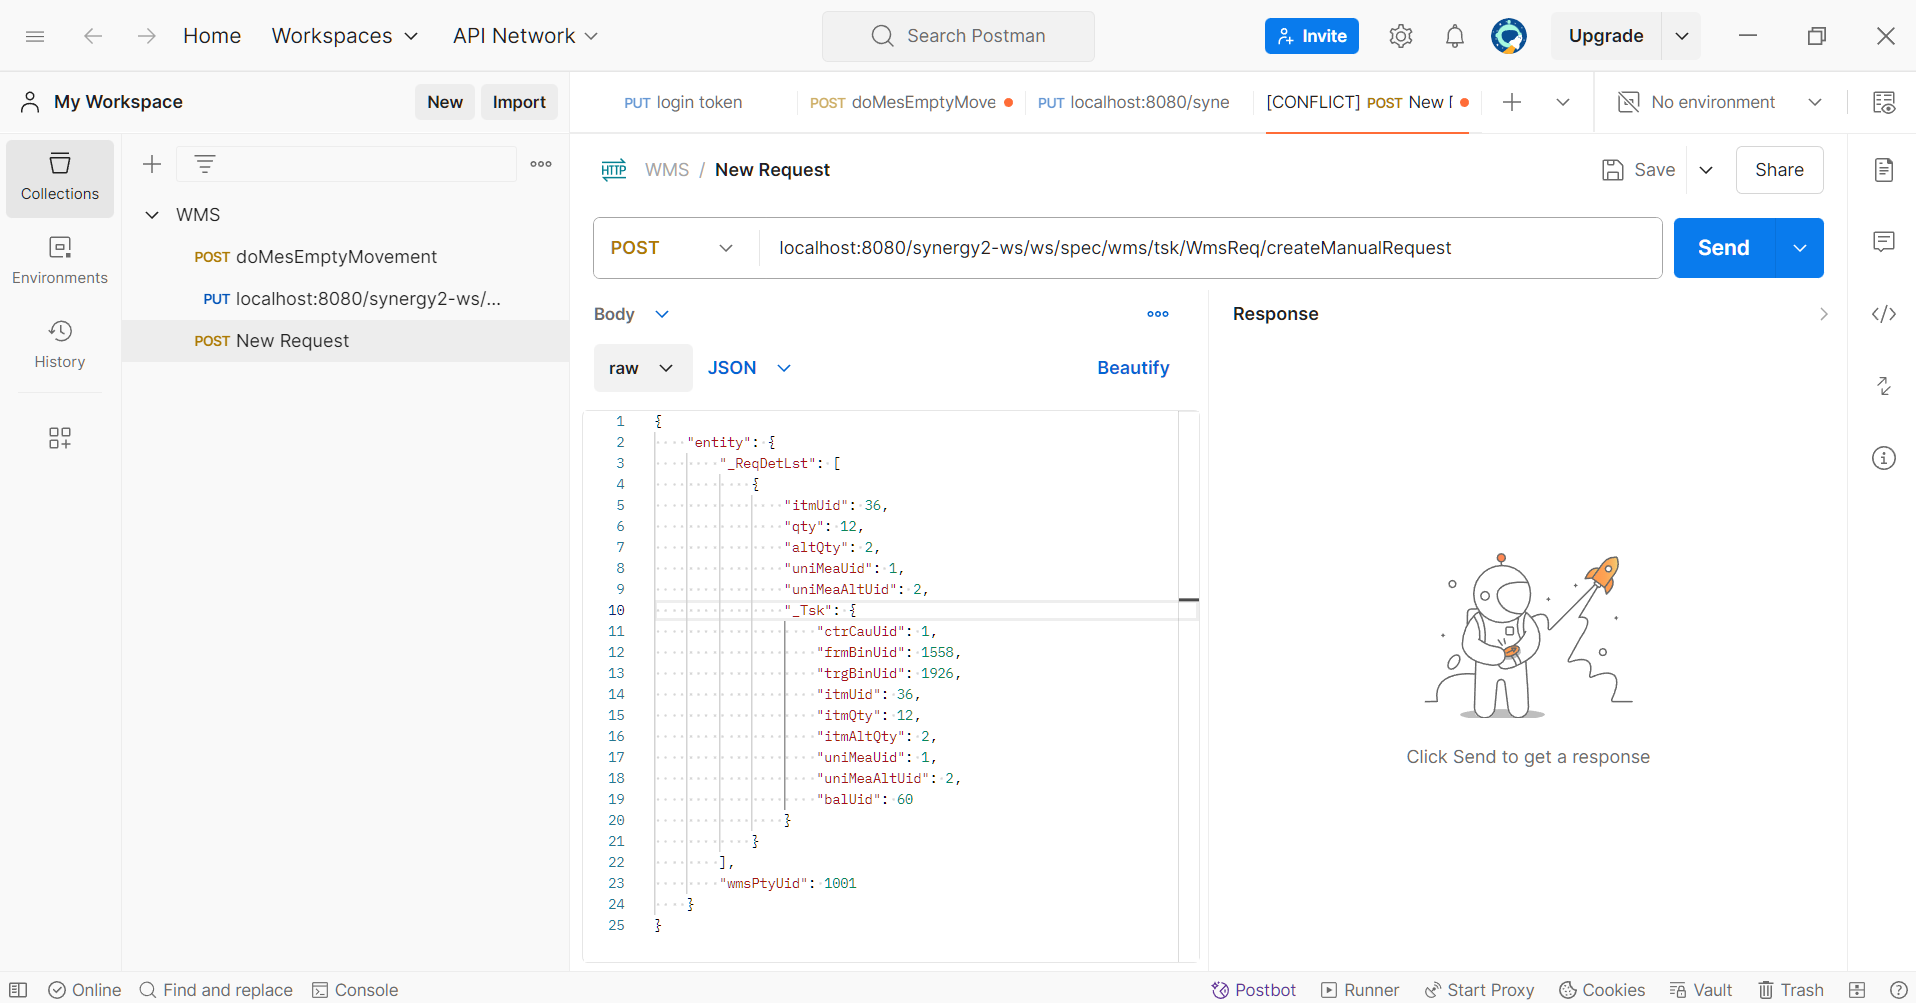 Home Workspaces API Network Search Postman Invite Upgrade
My Workspace New Import
PUT login token POST doMesEmptyMove PUT localhost:8080/syne [CONFLICT] POST New No environment
Collections
Environments
History
WMS
POST doMesEmptyMovement
PUT localhost:8080/synergy2-ws/...
POST New Request
HTTP WMS / New Request Save Share
POST localhost:8080/synergy2-ws/ws/spec/wms/tsk/WmsReq/createManualRequest Send
Body
raw JSON Beautify
1 {
2 "entity": {
3 "_ReqDetLst": [
4 {
5 "itmUid": 36,
6 "qty": 12,
7 "altQty": 2,
8 "uniMeaUid": 1,
9 "uniMeaAltUid": 2,
10 "_Tsk": {
11 "ctrCauUid": 1,
12 "frmBinUid": 1558,
13 "trgBinUid": 1926,
14 "itmUid": 36,
15 "itmQty": 12,
16 "itmAltQty": 2,
17 "uniMeaUid": 1,
18 "uniMeaAltUid": 2,
19 "balUid": 60
20 }
21 }
22 ],
23 "wmsPtyUid": 1001
24 }
25 }
Response
Click Send to get a response
Online Find and replace Console Postbot Runner Start Proxy Cookies Vault Trash